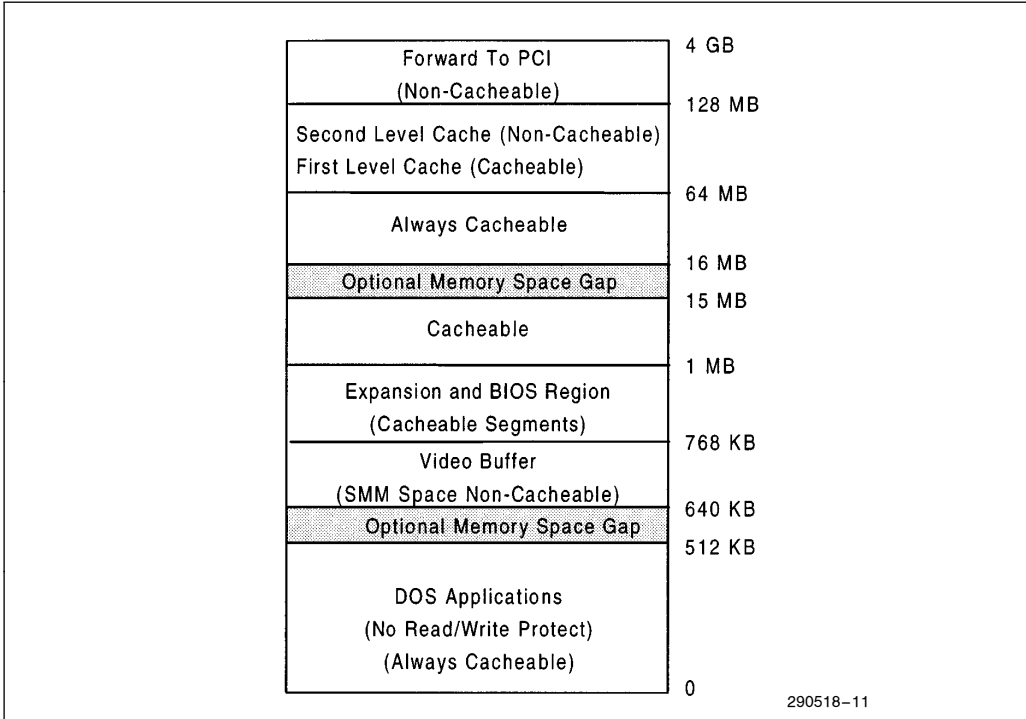 4 GB
Forward To PCI
(Non-Cacheable)
128 MB
Second Level Cache (Non-Cacheable)
First Level Cache (Cacheable)
64 MB
Always Cacheable
16 MB
Optional Memory Space Gap
15 MB
Cacheable
1 MB
Expansion and BIOS Region
(Cacheable Segments)
768 KB
Video Buffer
(SMM Space Non-Cacheable)
640 KB
Optional Memory Space Gap
512 KB
DOS Applications
(No Read/Write Protect)
(Always Cacheable)
0
290518-11